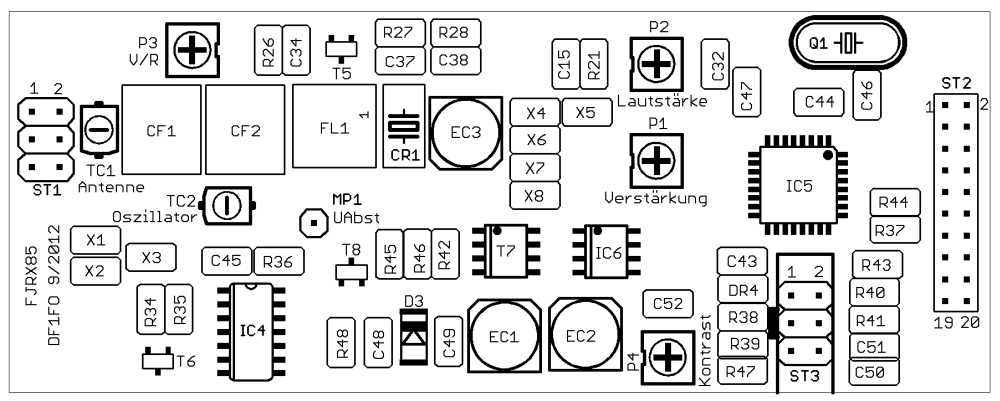 P3
V/R
R26
C34
T5
R27
R28
C37
C38
C15
R21
P2
Lautstärke
C32
C47
Q1
C44
C46
ST2
1
2
19
20
1 2
ST1
TC1
Antenne
CF1
CF2
FL1
1
CR1
EC3
X4
X5
X6
X7
X8
P1
Verstärkung
IC5
R44
R37
TC2
Oszillator
MP1
UAbst
FJRX85
DF1FO 9/2012
X1
X2
X3
C45
R36
T8
R45
R46
R42
T7
IC6
C43
DR4
R38
R39
R47
1 2
ST3
R43
R40
R41
C51
C50
R34
R35
T6
IC4
R48
C48
D3
C49
EC1
EC2
C52
P4
Kontrast